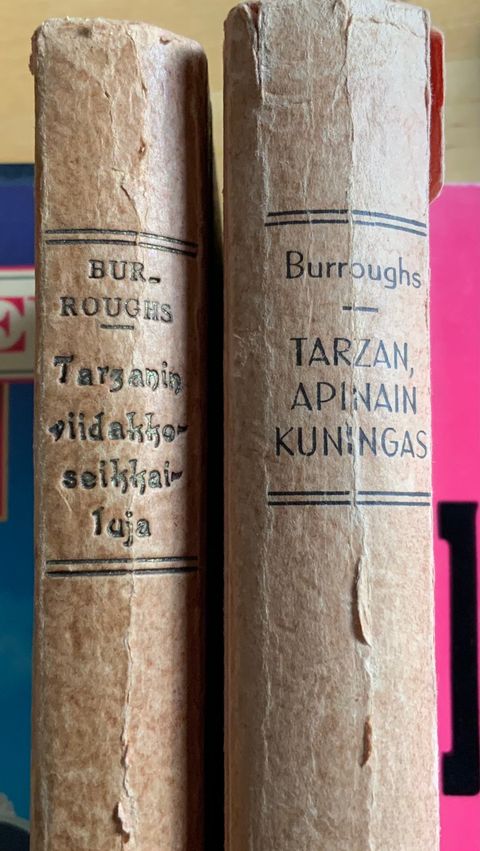 BUR-
ROUGHS
Tarzanin
viidakko-
seikkai-
luja
Burroughs
TARZAN,
APINAIN
KUNINGAS